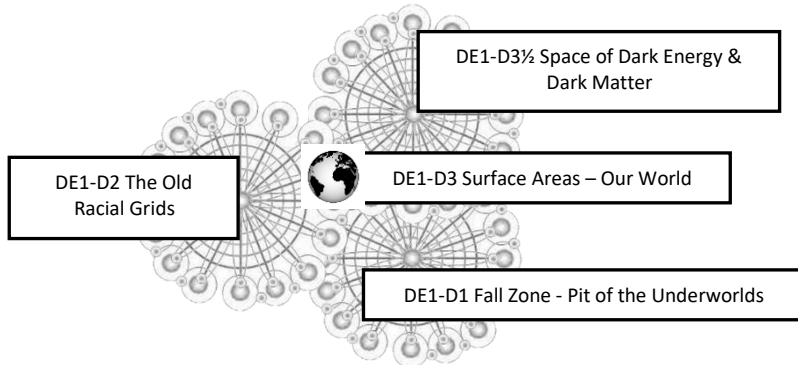 DE1-D3½ Space of Dark Energy &
Dark Matter
DE1-D2 The Old
Racial Grids
DE1-D3 Surface Areas – Our World
DE1-D1 Fall Zone - Pit of the Underworlds